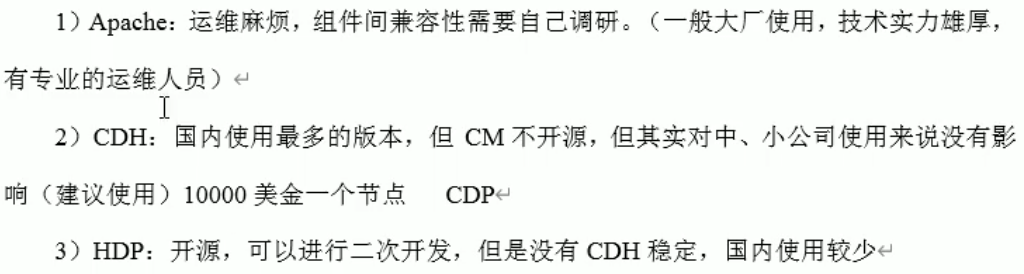 1）Apache：运维麻烦，组件间兼容性需要自己调研。（一般大厂使用，技术实力雄厚，
有专业的运维人员）↵
2）CDH：国内使用最多的版本，但 CM 不开源，但其实对中、小公司使用来说没有影
响（建议使用）10000 美金一个节点 CDP↵
3）HDP：开源，可以进行二次开发，但是没有 CDH 稳定，国内使用较少↵